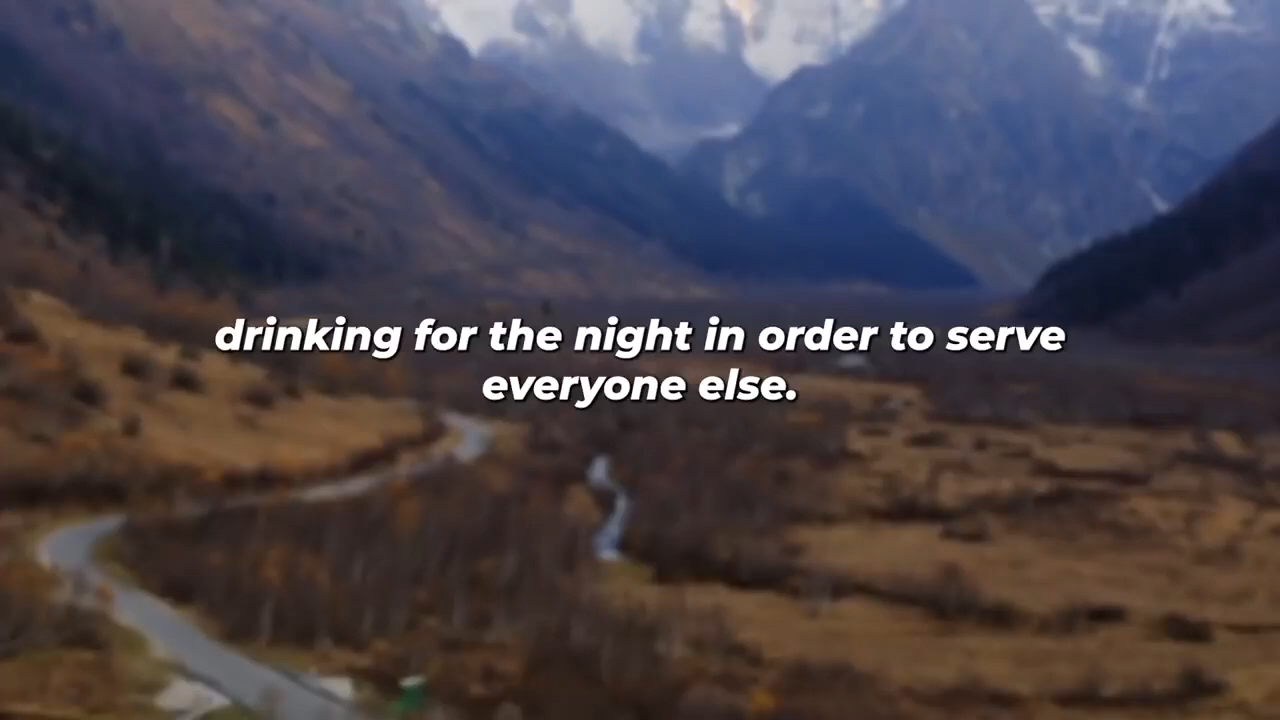 drinking for the night in order to serve
everyone else.